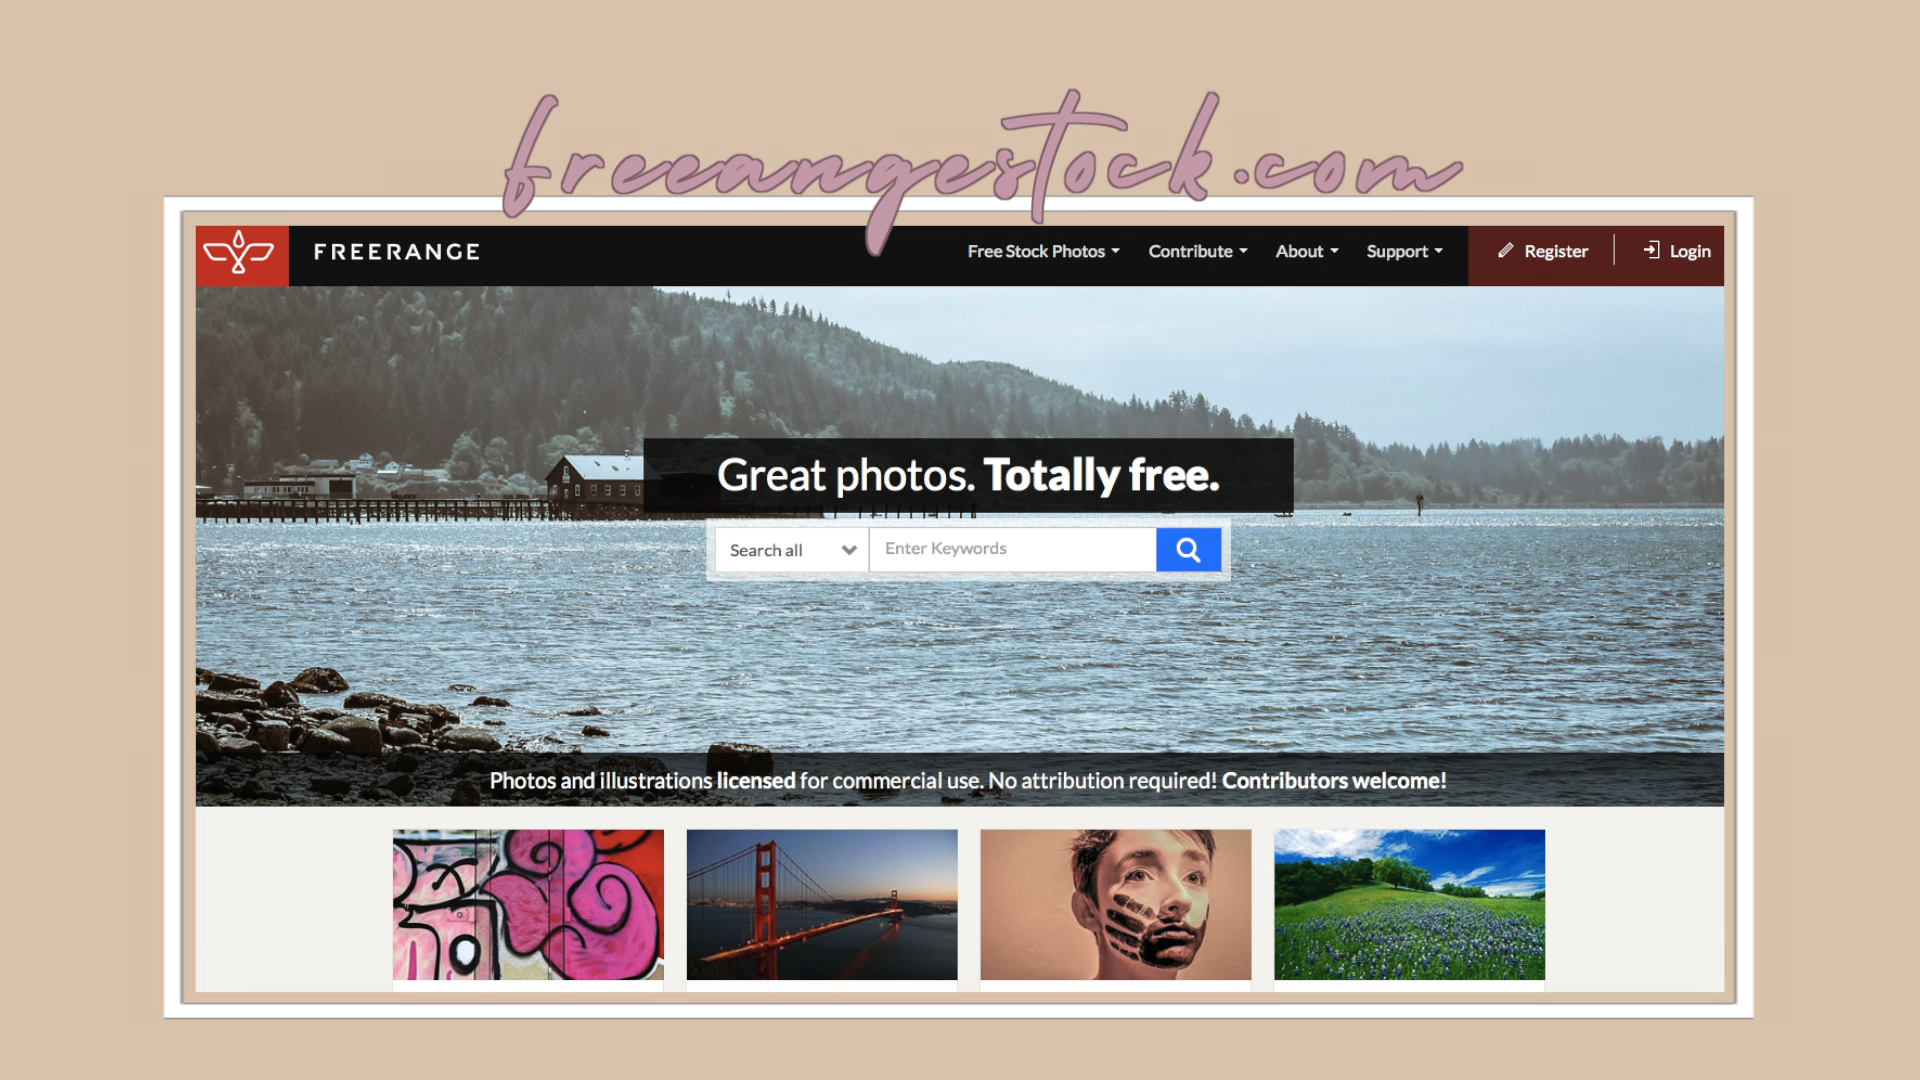 freeangestock.com
FREERANGE
Free Stock Photos
Contribute
About
Support
Register
Login
Great photos. Totally free.
Search all
Enter Keywords
Photos and illustrations licensed for commercial use. No attribution required! Contributors welcome!